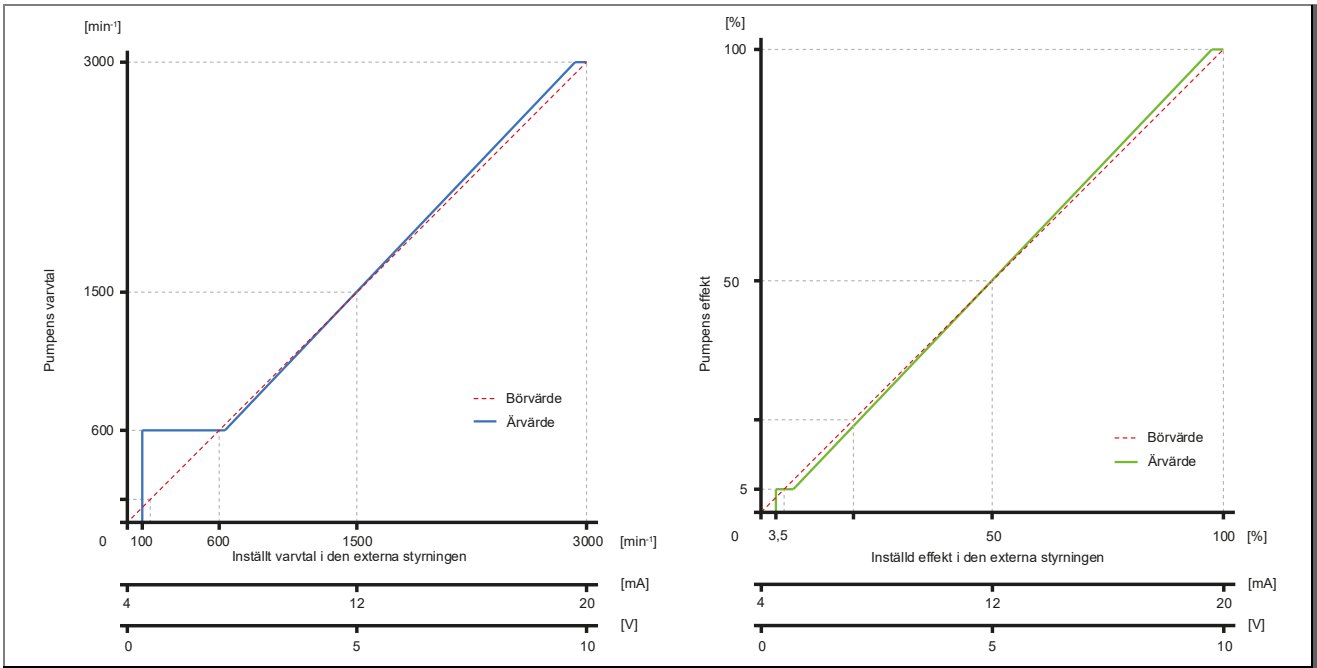 [min⁻¹]
3000
1500
600
Pumpens varvtal
Börvärde
Ärvärde
0 100 600 1500 3000 [min⁻¹]
Inställt varvtal i den externa styrningen
[mA]
4 12 20
[V]
0 5 10
[%]
100
50
5
Pumpens effekt
Börvärde
Ärvärde
0 3,5 50 100 [%]
Inställd effekt i den externa styrningen
[mA]
4 12 20
[V]
0 5 10